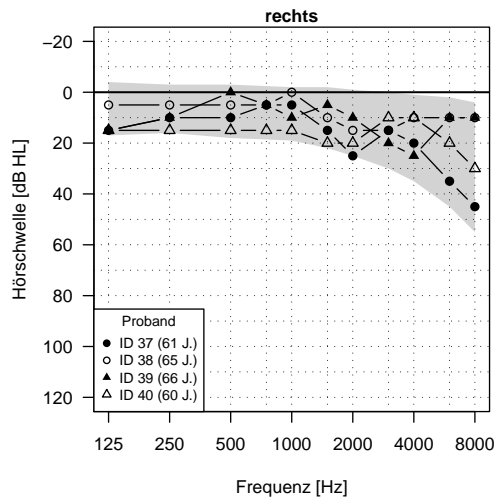 rechts
Hörschwelle [dB HL]
−20
0
20
40
60
80
100
120
Proband
ID 37 (61 J.)
ID 38 (65 J.)
ID 39 (66 J.)
ID 40 (60 J.)
125 250 500 1000 2000 4000 8000
Frequenz [Hz]